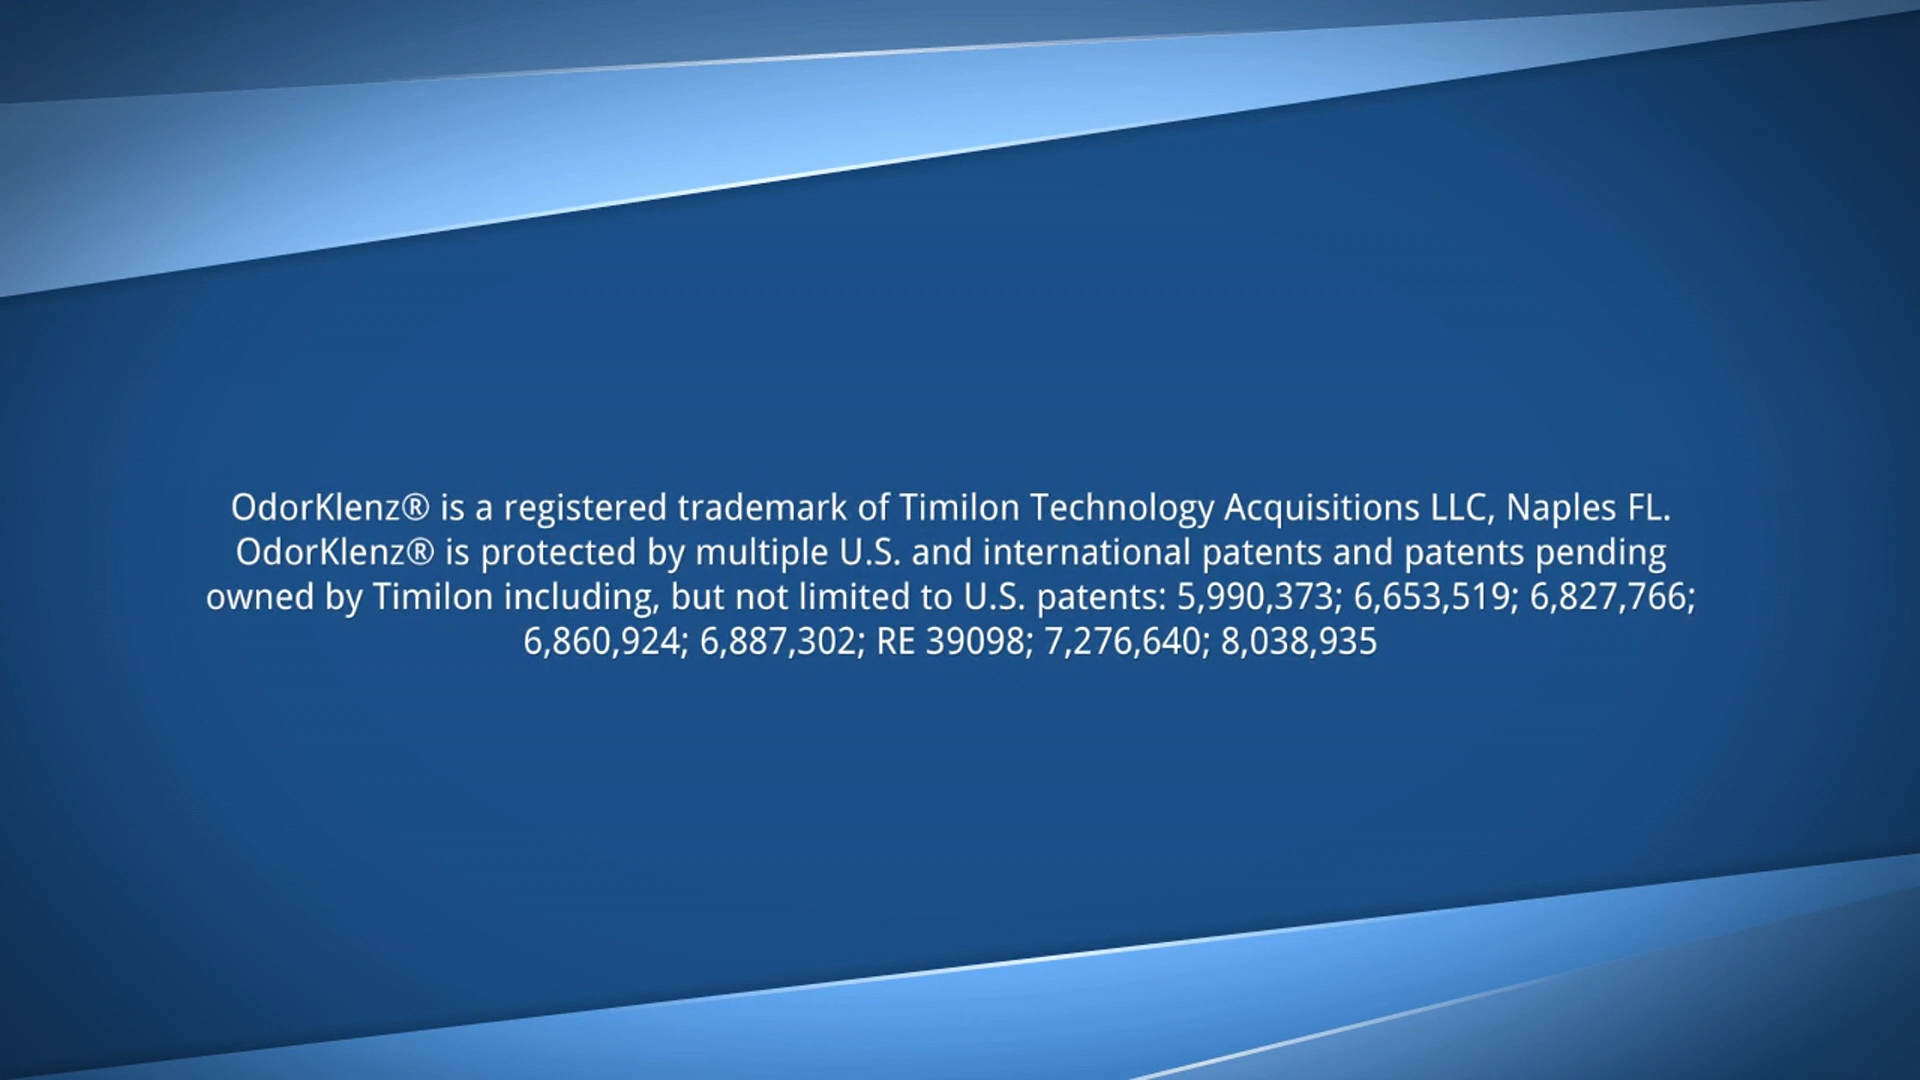 OdorKlenz® is a registered trademark of Timilon Technology Acquisitions LLC, Naples FL.
OdorKlenz® is protected by multiple U.S. and international patents and patents pending
owned by Timilon including, but not limited to U.S. patents: 5,990,373; 6,653,519; 6,827,766;
6,860,924; 6,887,302; RE 39098; 7,276,640; 8,038,935